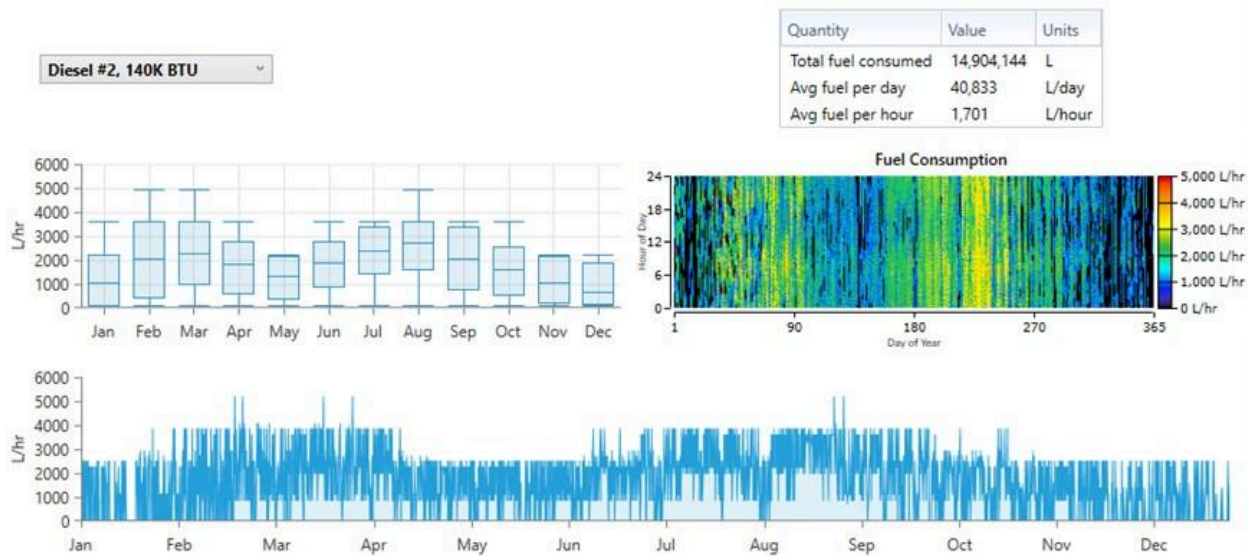 Diesel #2, 140K BTU
Quantity Value Units
Total fuel consumed 14,904,144 L
Avg fuel per day 40,833 L/day
Avg fuel per hour 1,701 L/hour
6000
5000
4000
3000
2000
1000
0
L/hr
Jan Feb Mar Apr May Jun Jul Aug Sep Oct Nov Dec
Fuel Consumption
24
18
12
6
0
Hour of Day
1 90 180 270 365
Day of Year
5,000 L/hr
4,000 L/hr
3,000 L/hr
2,000 L/hr
1,000 L/hr
0 L/hr
6000
5000
4000
3000
2000
1000
0
L/hr
Jan Feb Mar Apr May Jun Jul Aug Sep Oct Nov Dec